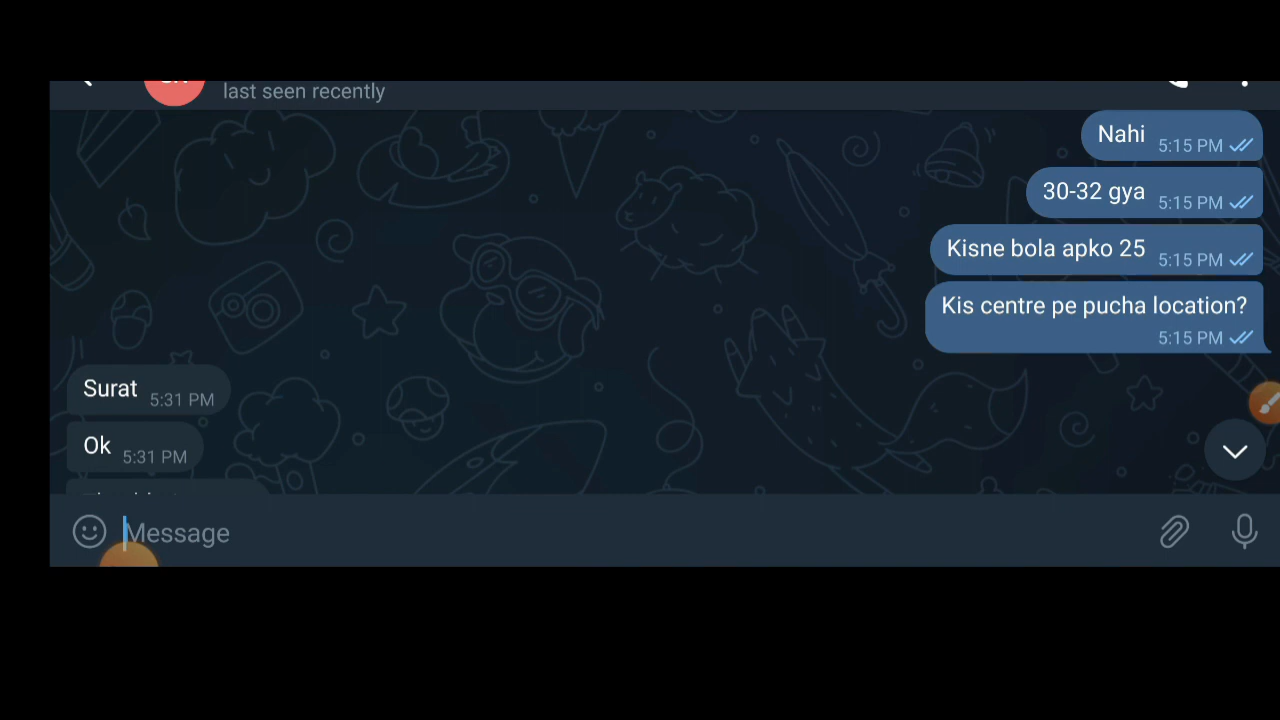 last seen recently
Nahi 5:15 PM
30-32 gya 5:15 PM
Kisne bola apko 25 5:15 PM
Kis centre pe pucha location?
5:15 PM
Surat 5:31 PM
Ok 5:31 PM
Message